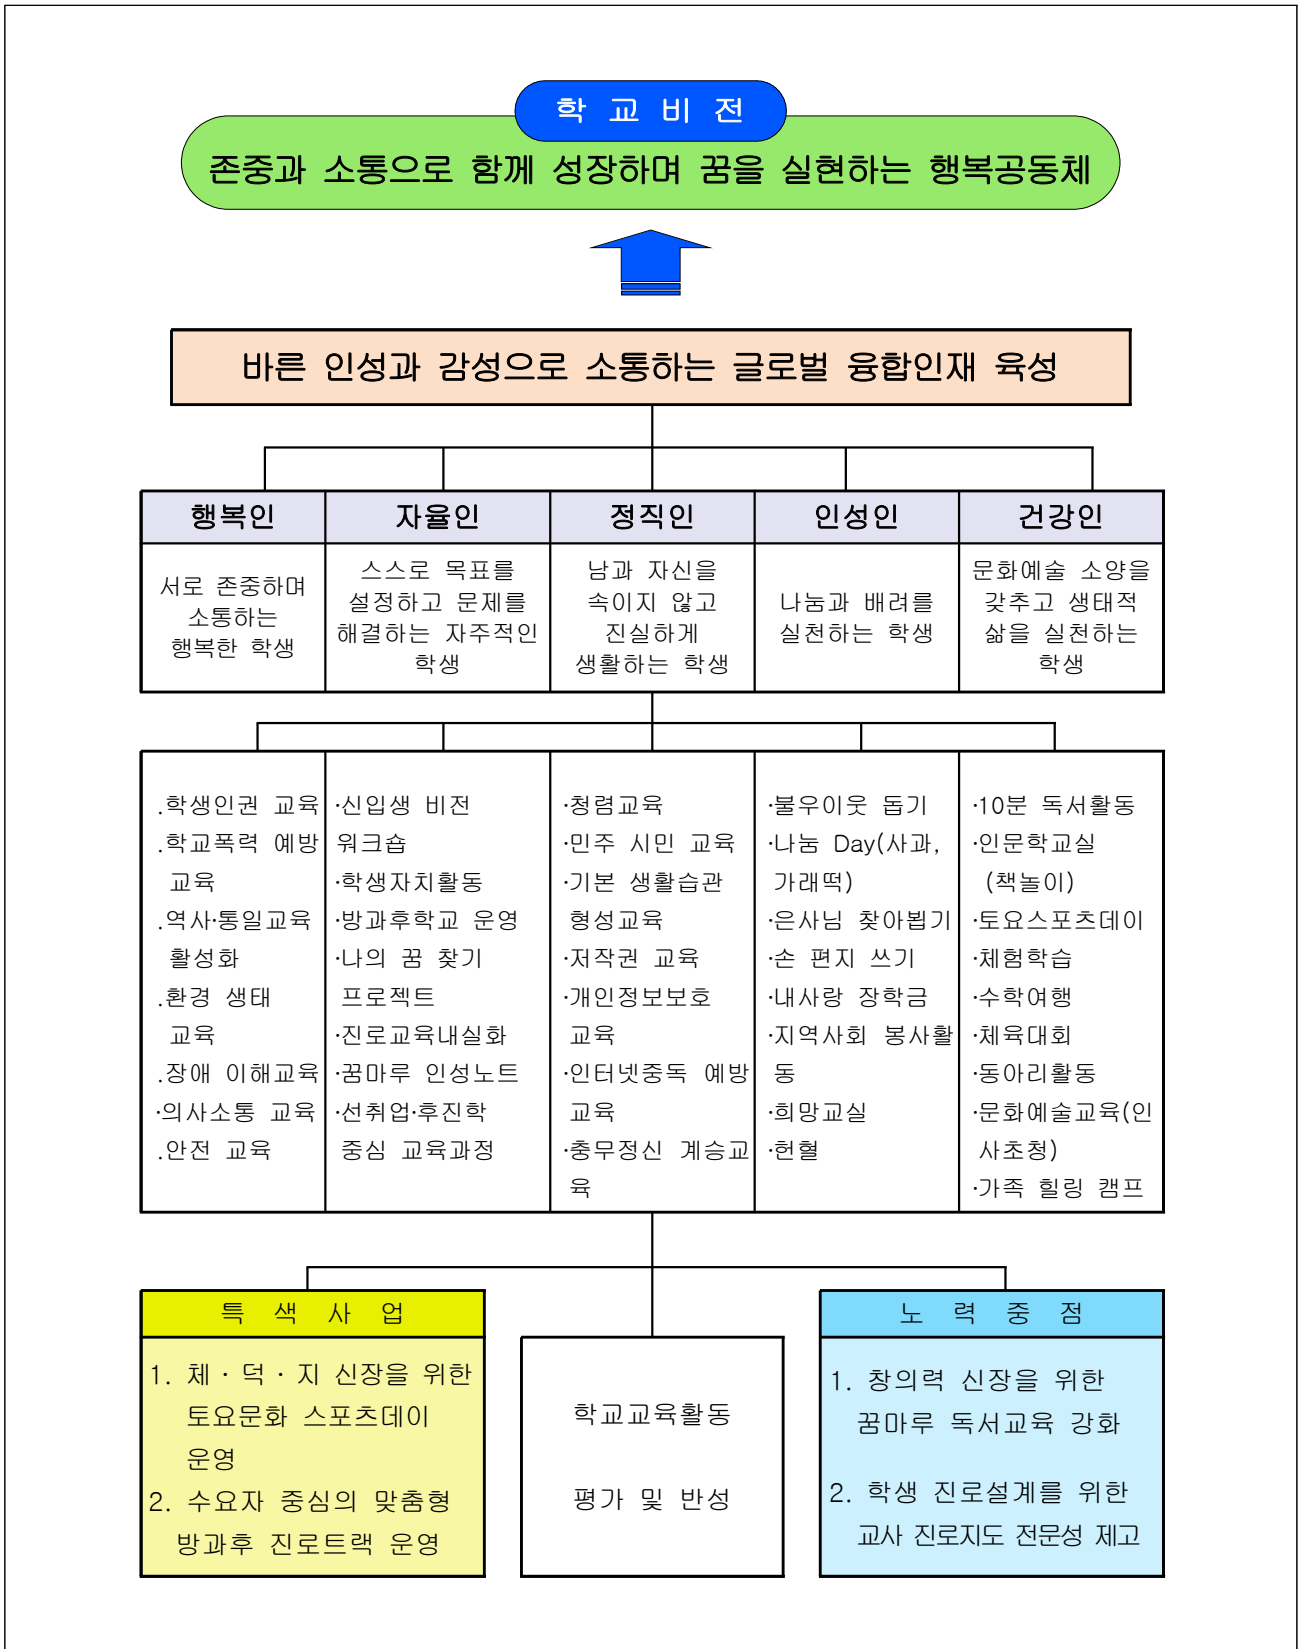 학 교 비 전
존중과 소통으로 함께 성장하며 꿈을 실현하는 행복공동체
바른 인성과 감성으로 소통하는 글로벌 융합인재 육성
행복인
서로 존중하며
소통하는
행복한 학생
자율인
스스로 목표를
설정하고 문제를
해결하는 자주적인
학생
정직인
남과 자신을
속이지 않고
진실하게
생활하는 학생
인성인
나눔과 배려를
실천하는 학생
건강인
문화예술 소양을
갖추고 생태적
삶을 실천하는
학생
.학생인권 교육
.학교폭력 예방
교육
.역사·통일교육
활성화
.환경 생태
교육
.장애 이해교육
·의사소통 교육
.안전 교육
·신입생 비전
워크숍
·학생자치활동
·방과후학교 운영
·나의 꿈 찾기
프로젝트
·진로교육내실화
·꿈마루 인성노트
·선취업·후진학
중심 교육과정
·청렴교육
·민주 시민 교육
·기본 생활습관
형성교육
·저작권 교육
·개인정보보호
교육
·인터넷중독 예방
교육
·충무정신 계승교
육
·불우이웃 돕기
·나눔 Day(사과,
가래떡)
·은사님 찾아뵙기
·손 편지 쓰기
·내사랑 장학금
·지역사회 봉사활
동
·희망교실
·헌혈
·10분 독서활동
·인문학교실
(책놀이)
·토요스포츠데이
·체험학습
·수학여행
·체육대회
·동아리활동
·문화예술교육(인
사초청)
·가족 힐링 캠프
특 색 사 업
1. 체 · 덕 · 지 신장을 위한
토요문화 스포츠데이
운영
2. 수요자 중심의 맞춤형
방과후 진로트랙 운영
학교교육활동
평가 및 반성
노 력 중 점
1. 창의력 신장을 위한
꿈마루 독서교육 강화
2. 학생 진로설계를 위한
교사 진로지도 전문성 제고